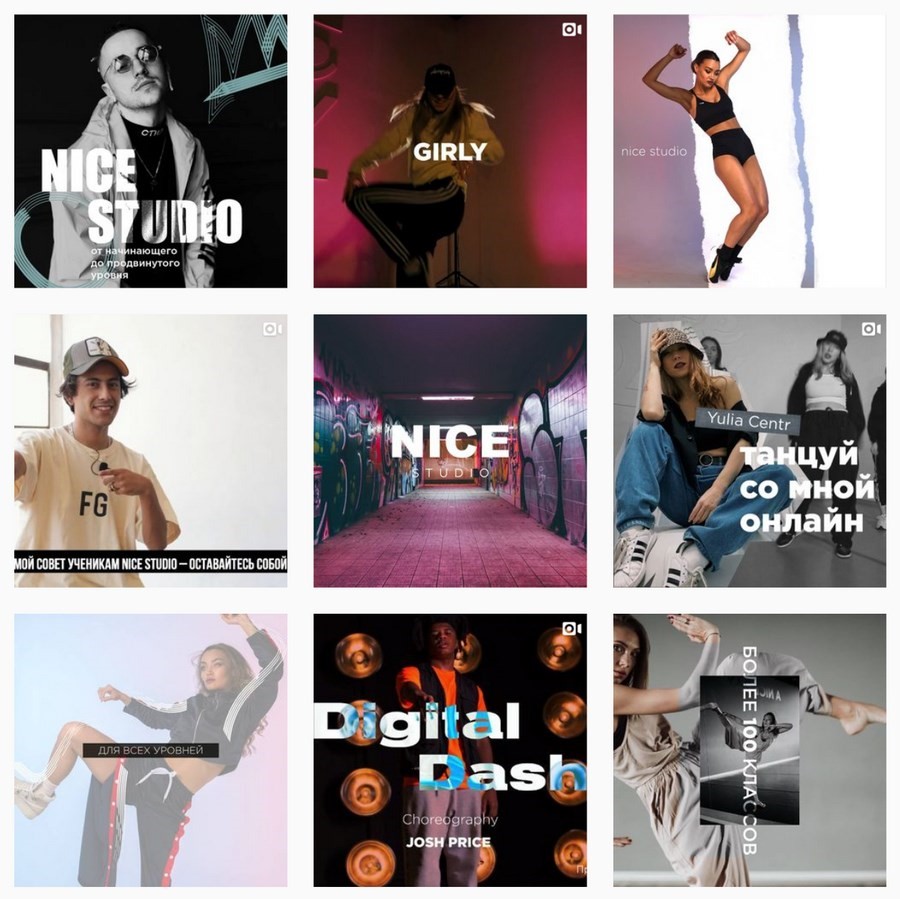 NICE
STUDIO
от начинающего
до продвинутого
уровня
GIRLY
nice studio
FG
МОЙ СОВЕТ УЧЕНИКАМ NICE STUDIO — ОСТАВАЙТЕСЬ СОБОЙ
NICE
STUDIO
Yulia Centr
танцуй
со мной
онлайн
ДЛЯ ВСЕХ УРОВНЕЙ
Digital
Dash
Choreography
JOSH PRICE
БОЛЕЕ 100 КЛАССОВ